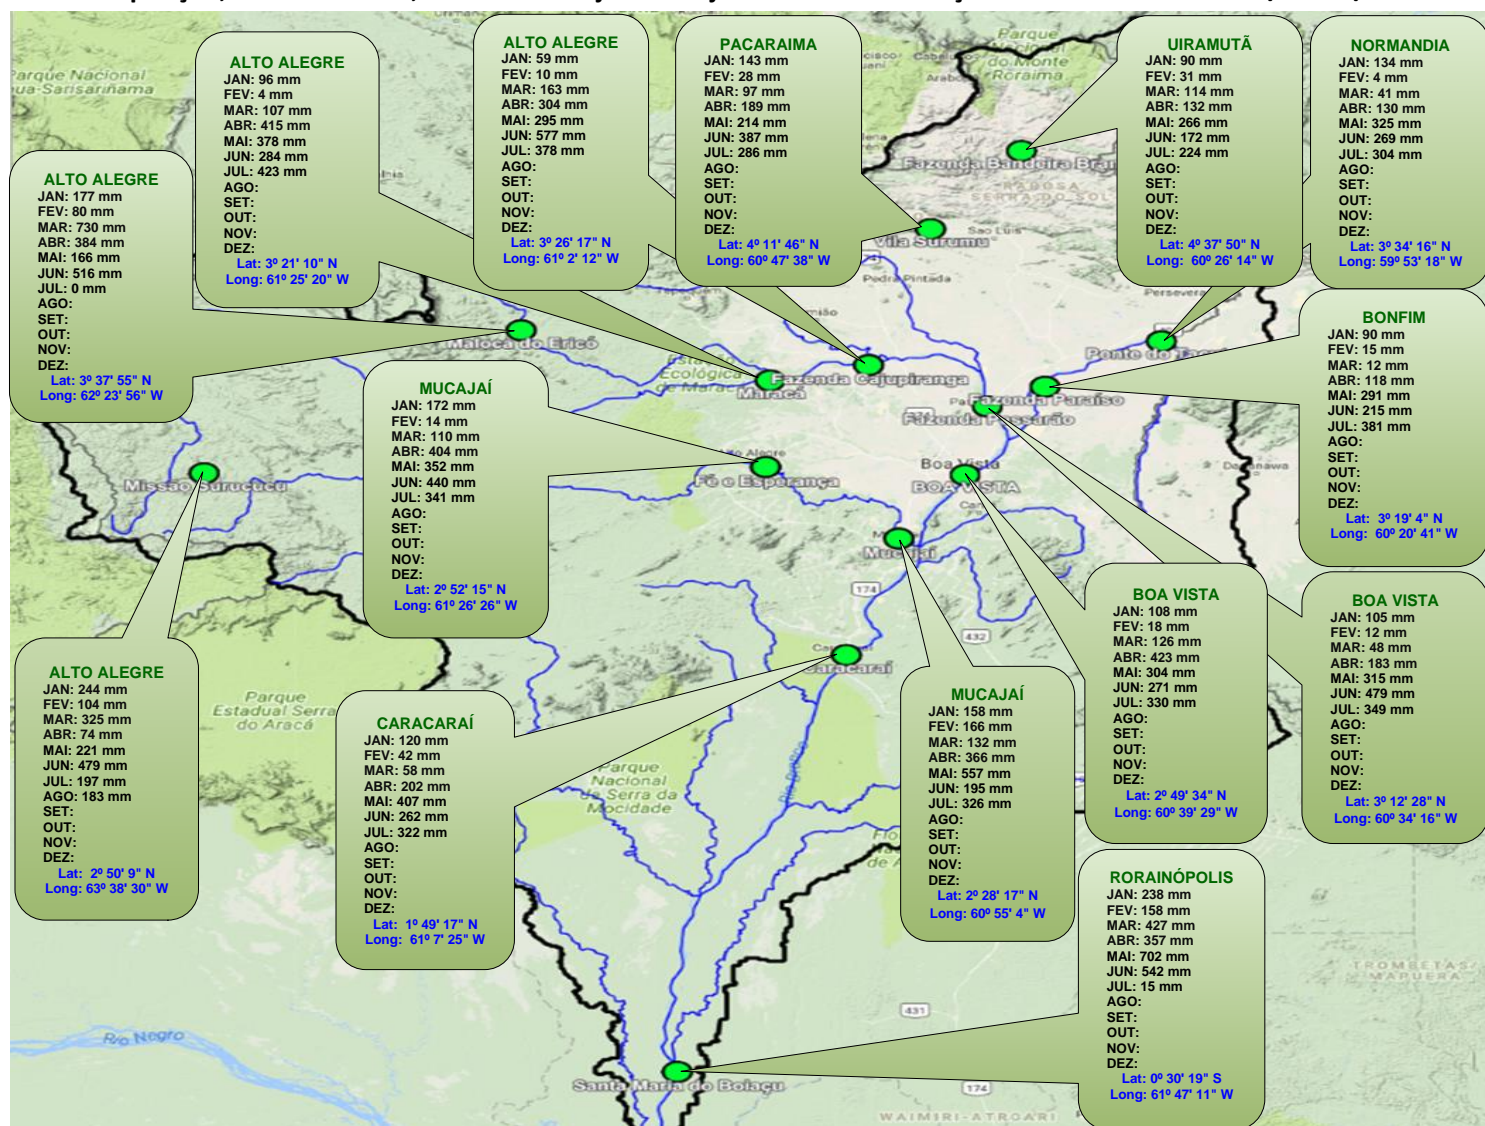 ALTO ALEGRE
JAN: 177 mm
FEV: 80 mm
MAR: 730 mm
ABR: 384 mm
MAI: 166 mm
JUN: 516 mm
JUL: 0 mm
AGO:
SET:
OUT:
NOV:
DEZ:
Lat: 3º 37' 55" N
Long: 62º 23' 56" W
ALTO ALEGRE
JAN: 96 mm
FEV: 4 mm
MAR: 107 mm
ABR: 415 mm
MAI: 378 mm
JUN: 284 mm
JUL: 423 mm
AGO:
SET:
OUT:
NOV:
DEZ:
Lat: 3º 21' 10" N
Long: 61º 25' 20" W
ALTO ALEGRE
JAN: 59 mm
FEV: 10 mm
MAR: 163 mm
ABR: 304 mm
MAI: 295 mm
JUN: 577 mm
JUL: 378 mm
AGO:
SET:
OUT:
NOV:
DEZ:
Lat: 3º 26' 17" N
Long: 61º 2' 12" W
PACARAIMA
JAN: 143 mm
FEV: 28 mm
MAR: 97 mm
ABR: 189 mm
MAI: 214 mm
JUN: 387 mm
JUL: 286 mm
AGO:
SET:
OUT:
NOV:
DEZ:
Lat: 4º 11' 46" N
Long: 60º 47' 38" W
UIRAMUTÃ
JAN: 90 mm
FEV: 31 mm
MAR: 114 mm
ABR: 132 mm
MAI: 266 mm
JUN: 172 mm
JUL: 224 mm
AGO:
SET:
OUT:
NOV:
DEZ:
Lat: 4º 37' 50" N
Long: 60º 26' 14" W
NORMANDIA
JAN: 134 mm
FEV: 4 mm
MAR: 41 mm
ABR: 130 mm
MAI: 325 mm
JUN: 269 mm
JUL: 304 mm
AGO:
SET:
OUT:
NOV:
DEZ:
Lat: 3º 34' 16" N
Long: 59º 53' 18" W
BONFIM
JAN: 90 mm
FEV: 15 mm
MAR: 12 mm
ABR: 118 mm
MAI: 291 mm
JUN: 215 mm
JUL: 381 mm
AGO:
SET:
OUT:
NOV:
DEZ:
Lat: 3º 19' 4" N
Long: 60º 20' 41" W
MUCAJAÍ
JAN: 172 mm
FEV: 14 mm
MAR: 110 mm
ABR: 404 mm
MAI: 352 mm
JUN: 440 mm
JUL: 341 mm
AGO:
SET:
OUT:
NOV:
DEZ:
Lat: 2º 52' 15" N
Long: 61º 26' 26" W
ALTO ALEGRE
JAN: 244 mm
FEV: 104 mm
MAR: 325 mm
ABR: 74 mm
MAI: 221 mm
JUN: 479 mm
JUL: 197 mm
AGO: 183 mm
SET:
OUT:
NOV:
DEZ:
Lat: 2º 50' 9" N
Long: 63º 38' 30" W
CARACARAÍ
JAN: 120 mm
FEV: 42 mm
MAR: 58 mm
ABR: 202 mm
MAI: 407 mm
JUN: 262 mm
JUL: 322 mm
AGO:
SET:
OUT:
NOV:
DEZ:
Lat: 1º 49' 17" N
Long: 61º 7' 25" W
MUCAJAÍ
JAN: 158 mm
FEV: 166 mm
MAR: 132 mm
ABR: 366 mm
MAI: 557 mm
JUN: 195 mm
JUL: 326 mm
AGO:
SET:
OUT:
NOV:
DEZ:
Lat: 2º 28' 17" N
Long: 60º 55' 4" W
BOA VISTA
JAN: 108 mm
FEV: 18 mm
MAR: 126 mm
ABR: 423 mm
MAI: 304 mm
JUN: 271 mm
JUL: 330 mm
AGO:
SET:
OUT:
NOV:
DEZ:
Lat: 2º 49' 34" N
Long: 60º 39' 29" W
BOA VISTA
JAN: 105 mm
FEV: 12 mm
MAR: 48 mm
ABR: 183 mm
MAI: 315 mm
JUN: 479 mm
JUL: 349 mm
AGO:
SET:
OUT:
NOV:
DEZ:
Lat: 3º 12' 28" N
Long: 60º 34' 16" W
RORAINÓPOLIS
JAN: 238 mm
FEV: 158 mm
MAR: 427 mm
ABR: 357 mm
MAI: 702 mm
JUN: 542 mm
JUL: 15 mm
AGO:
SET:
OUT:
NOV:
DEZ:
Lat: 0º 30' 19" S
Long: 61º 47' 11" W
Parque Nacional
Parque
do Monte
Roraima
Fazenda Bandeira
Vila Surumu
Sao Luis
Pedra Pintada
Maloca do Ericó
Estação
Ecológica
de Maracá
Maracá
Fazenda Cajupiranga
Ponte do
Fazenda Paraíso
Fazenda Passarão
Missão Surucucu
Fé e Esperança
Boa Vista
BOA VISTA
Mucajaí
174
432
Caracaraí
Parque
Estadual Serra
do Aracá
Parque
Nacional
da Serra da
Mocidade
Rio Branco
Rio Negro
431
174
Santa Maria do Boiaçu
TROMBETAS/
MAPUERA
WAIMIRI-ATROARI